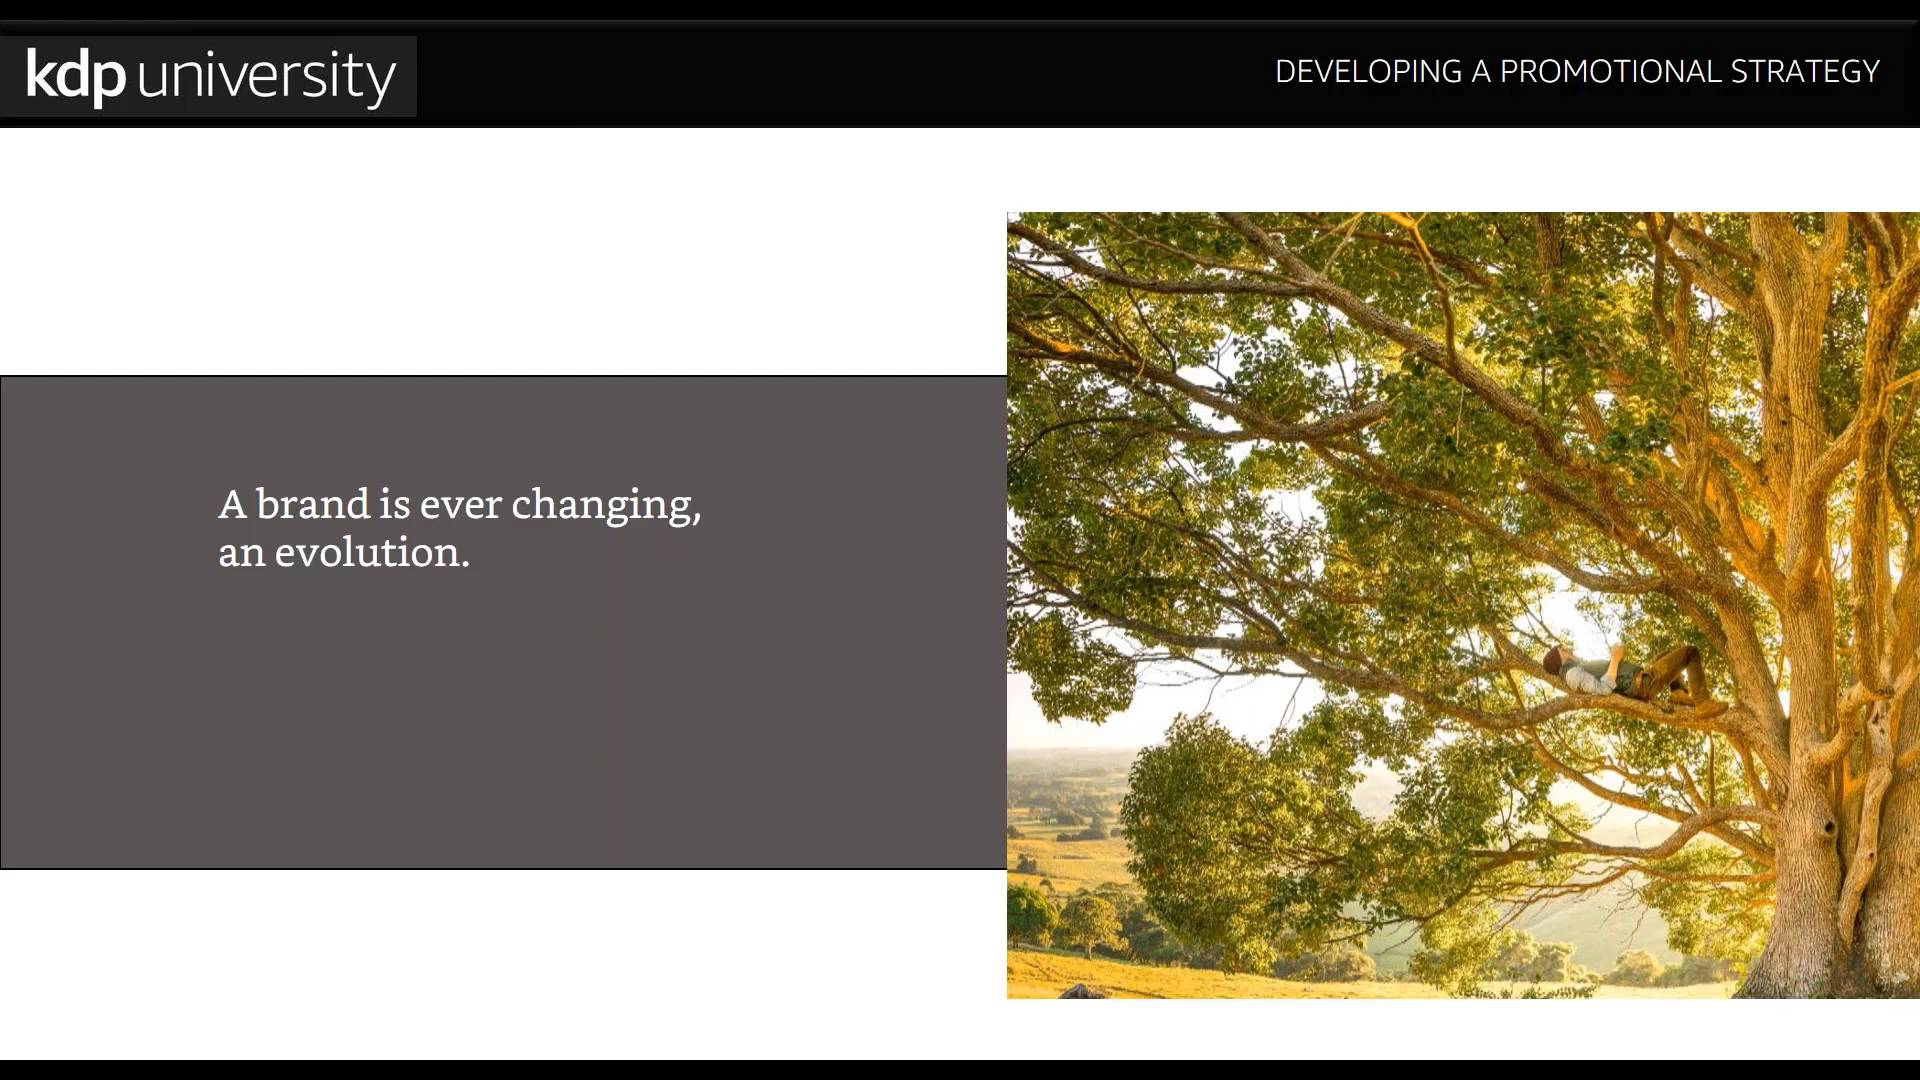 kdp university
DEVELOPING A PROMOTIONAL STRATEGY
A brand is ever changing,
an evolution.